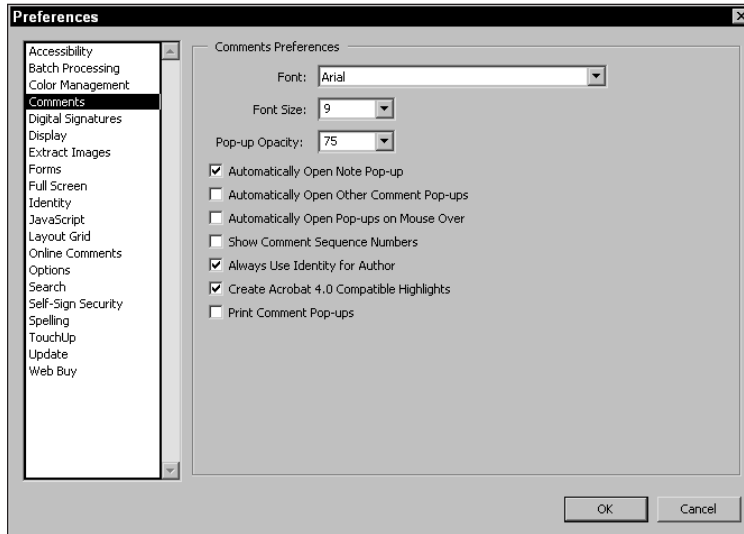 Preferences
Accessibility
Batch Processing
Color Management
Comments
Digital Signatures
Display
Extract Images
Forms
Full Screen
Identity
JavaScript
Layout Grid
Online Comments
Options
Search
Self-Sign Security
Spelling
TouchUp
Update
Web Buy
Comments Preferences
Font: Arial
Font Size: 9
Pop-up Opacity: 75
Automatically Open Note Pop-up
Automatically Open Other Comment Pop-ups
Automatically Open Pop-ups on Mouse Over
Show Comment Sequence Numbers
Always Use Identity for Author
Create Acrobat 4.0 Compatible Highlights
Print Comment Pop-ups
OK Cancel